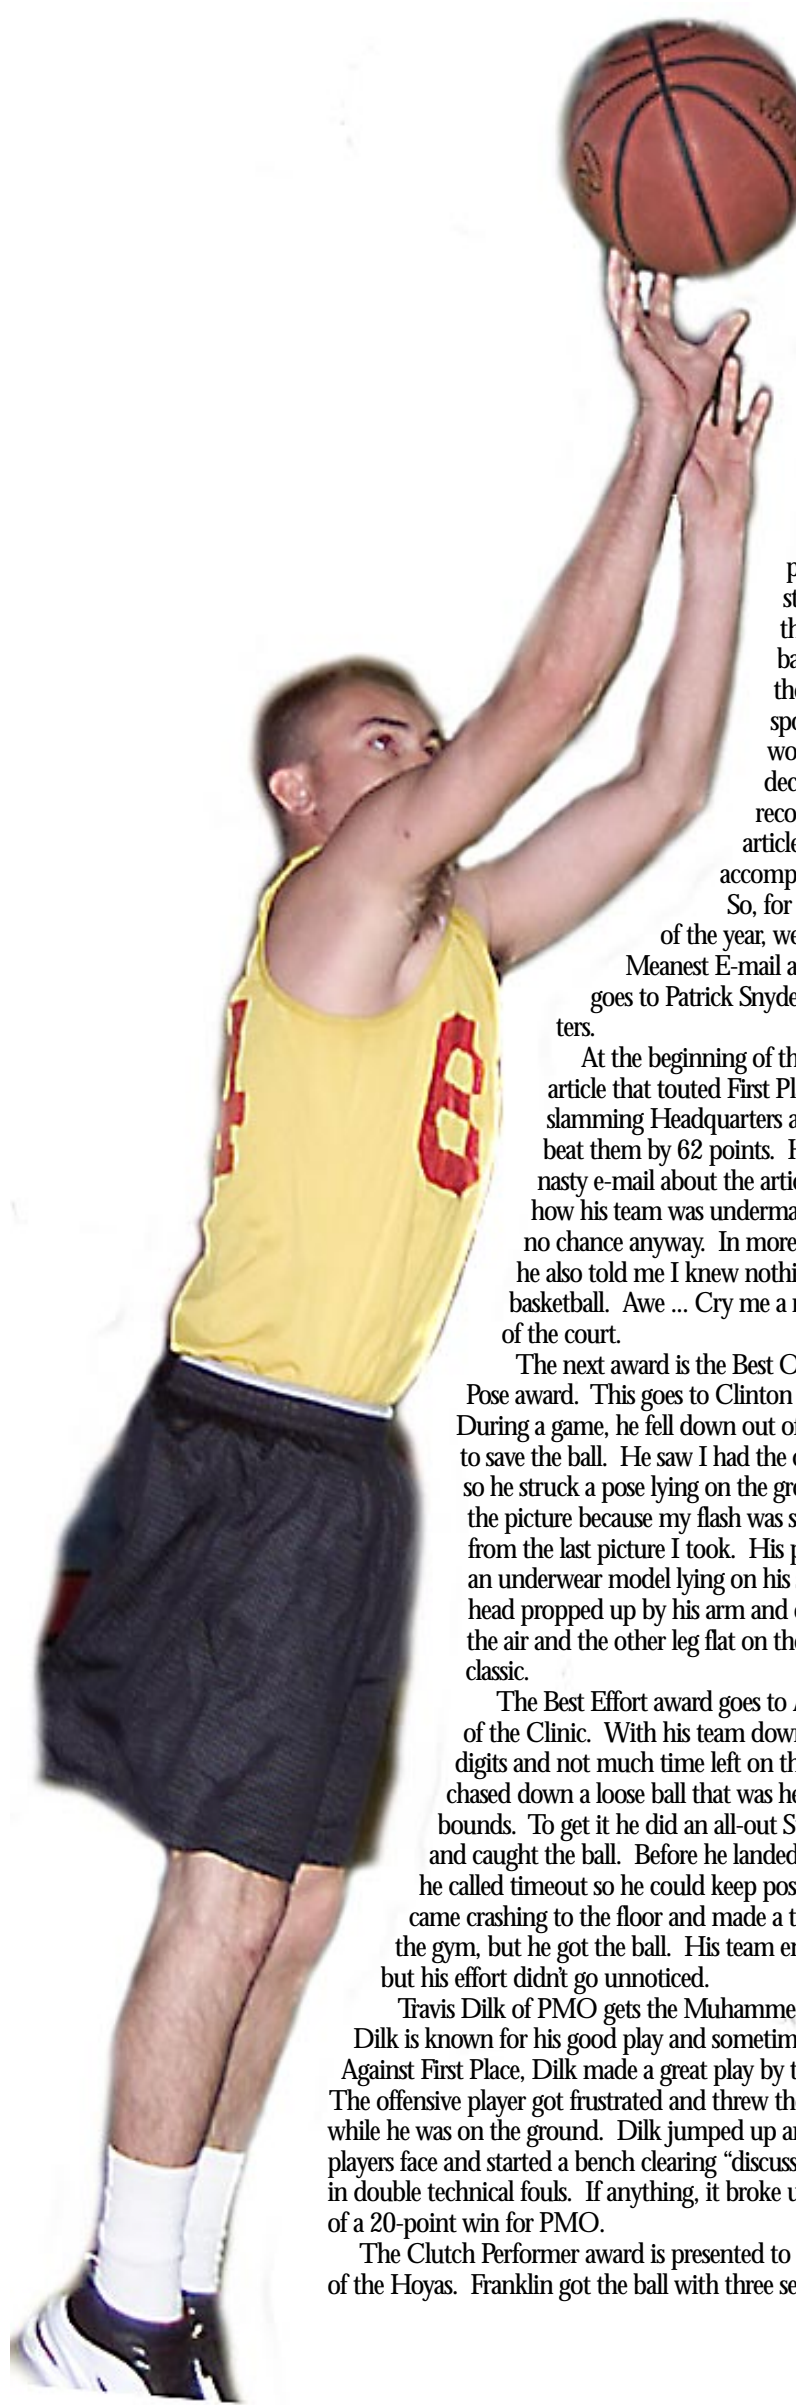 p
st
th
ba
the
spo
wo
dec
reco
article
accomp
So, for
of the year, we
Meanest E-mail a
goes to Patrick Snyde
ters.
At the beginning of th
article that touted First Pl
slamming Headquarters a
beat them by 62 points. H
nasty e-mail about the artic
how his team was underma
no chance anyway. In more
he also told me I knew nothi
basketball. Awe ... Cry me a r
of the court.
The next award is the Best C
Pose award. This goes to Clinton
During a game, he fell down out of
to save the ball. He saw I had the c
so he struck a pose lying on the gro
the picture because my flash was s
from the last picture I took. His p
an underwear model lying on his
head propped up by his arm and o
the air and the other leg flat on the
classic.
The Best Effort award goes to A
of the Clinic. With his team down
digits and not much time left on th
chased down a loose ball that was he
bounds. To get it he did an all-out S
and caught the ball. Before he landed
he called timeout so he could keep pos
came crashing to the floor and made a t
the gym, but he got the ball. His team en
but his effort didn't go unnoticed.
Travis Dilk of PMO gets the Muhamme
Dilk is known for his good play and sometim
Against First Place, Dilk made a great play by t
The offensive player got frustrated and threw the
while he was on the ground. Dilk jumped up an
players face and started a bench clearing “discuss
in double technical fouls. If anything, it broke u
of a 20-point win for PMO.
The Clutch Performer award is presented to
of the Hoyas. Franklin got the ball with three se